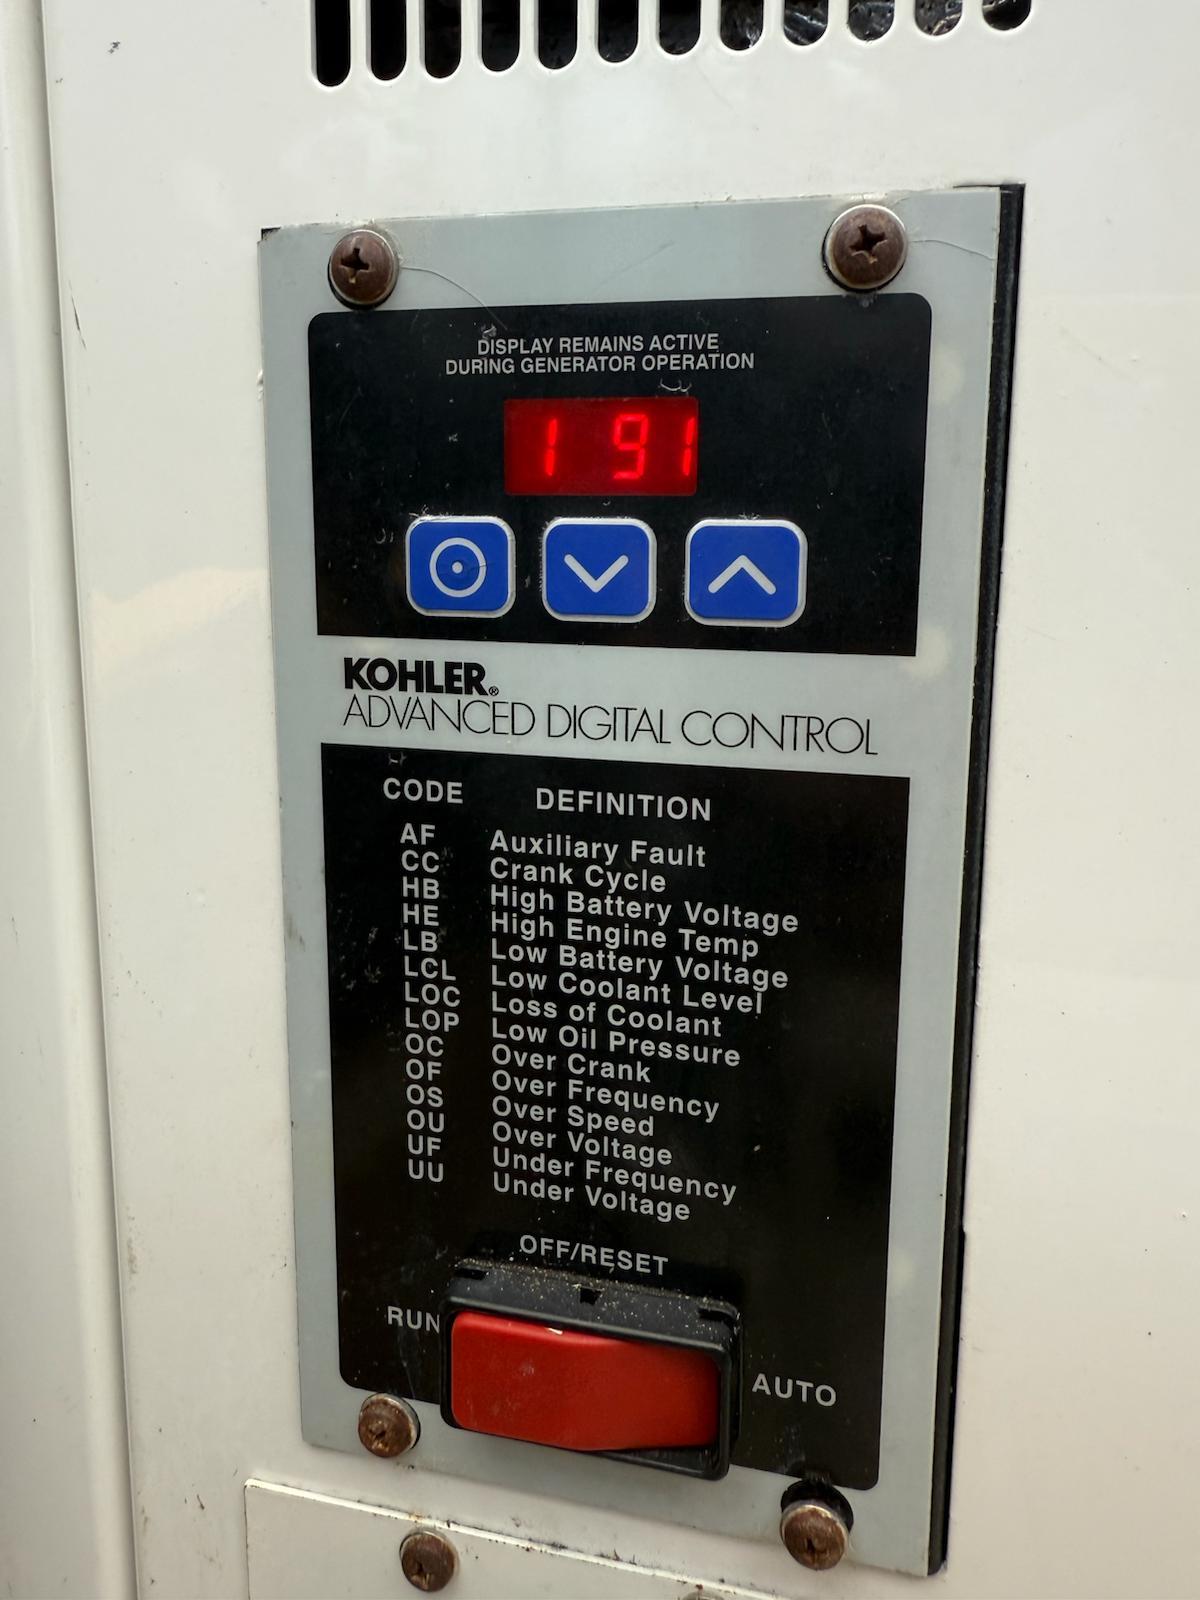 DISPLAY REMAINS ACTIVE
DURING GENERATOR OPERATION
1 91
KOHLER®
ADVANCED DIGITAL CONTROL
CODE DEFINITION
AF Auxiliary Fault
CC Crank Cycle
HB High Battery Voltage
HE High Engine Temp
LB Low Battery Voltage
LCL Low Coolant Level
LOC Loss of Coolant
LOP Low Oil Pressure
OC Over Crank
OF Over Frequency
OS Over Speed
OU Over Voltage
UF Under Frequency
UU Under Voltage
OFF/RESET
RUN
AUTO